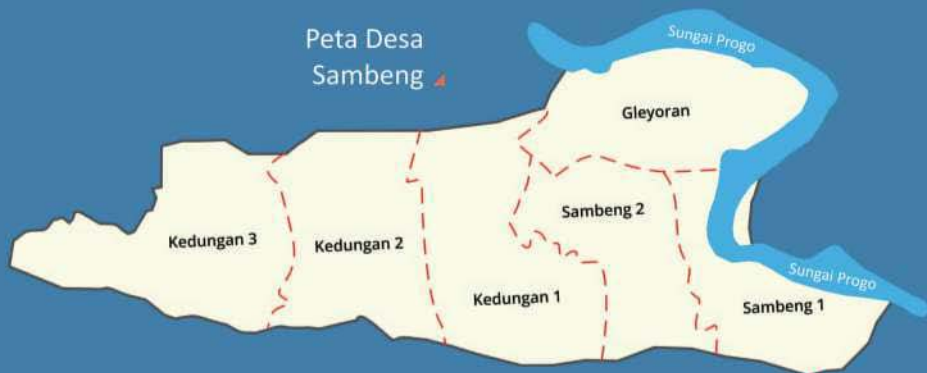 Peta Desa
Sambeng
Sungai Progo
Gleyoran
Sambeng 2
Kedungan 3
Kedungan 2
Kedungan 1
Sungai Progo
Sambeng 1